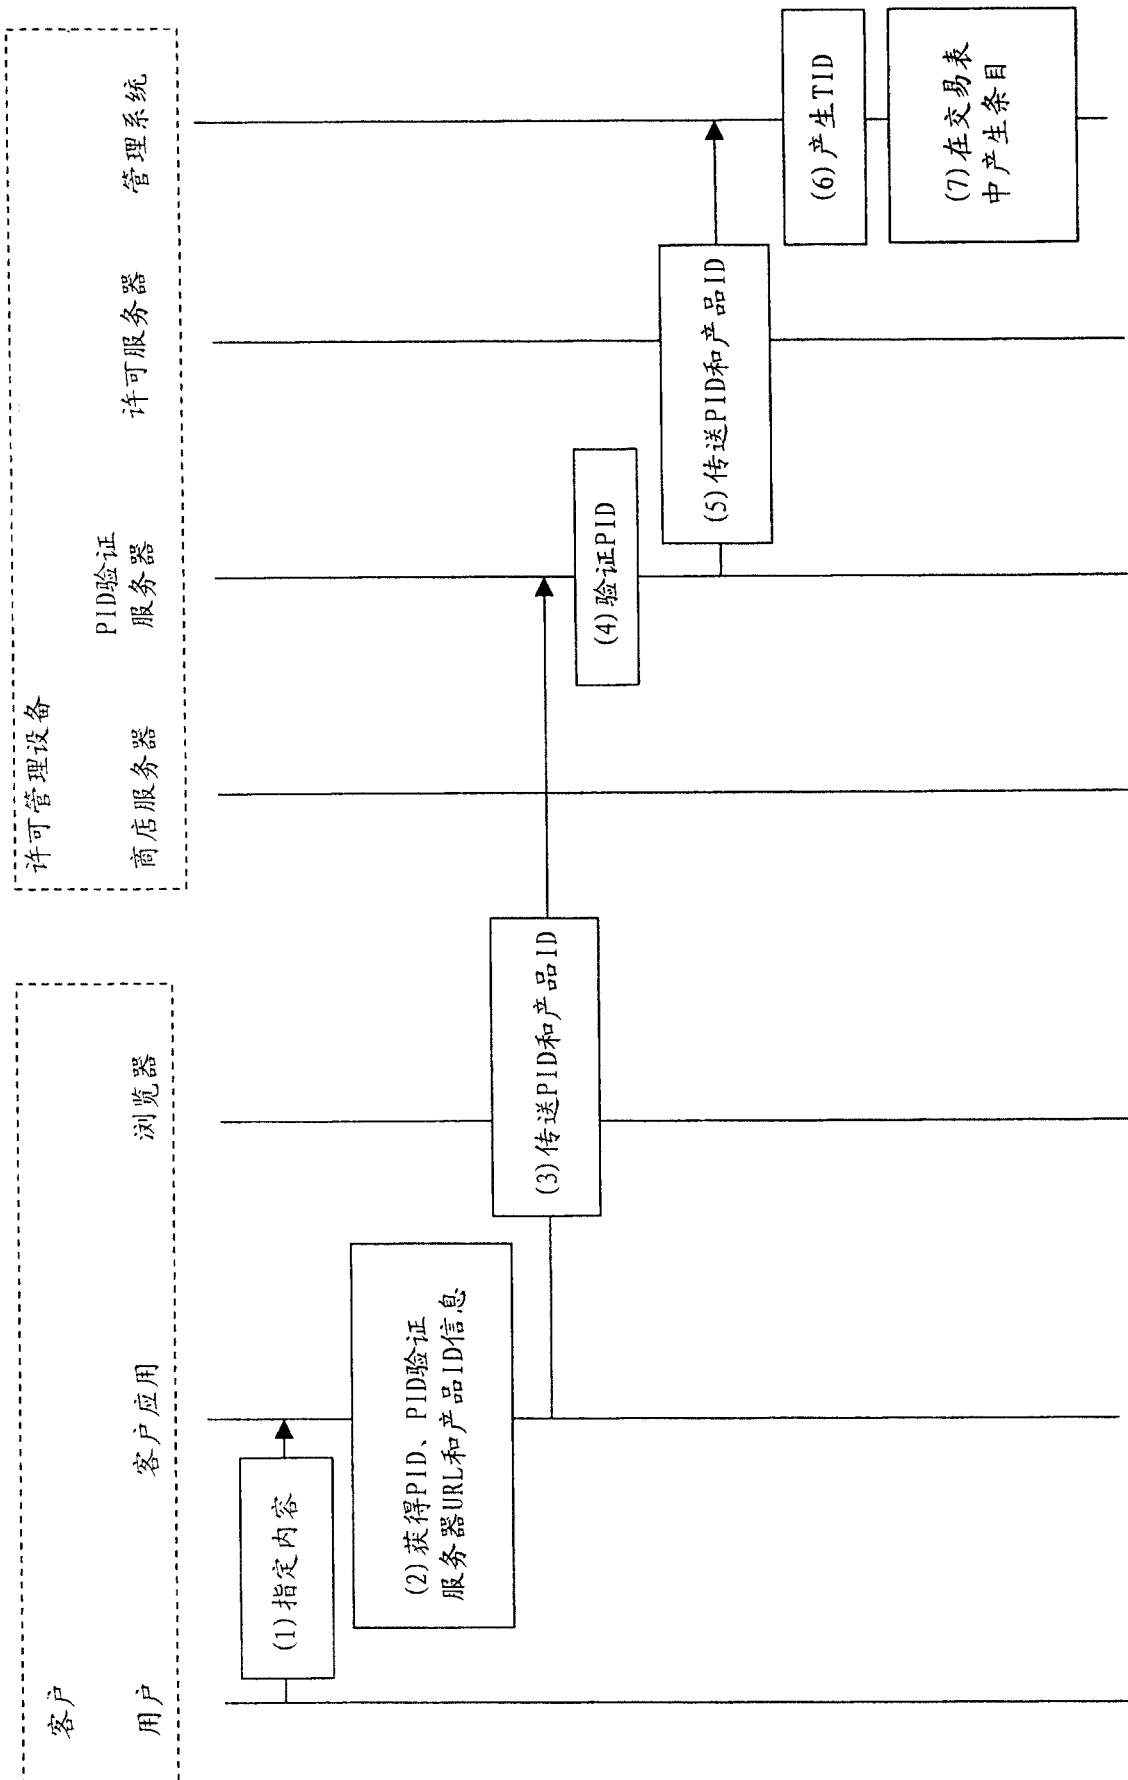 客户
用户
客户应用
浏览器
许可管理设备
商店服务器
PID验证
服务器
许可服务器
管理系统
(1)指定内容
(2)获得PID、PID验证
服务器URL和产品ID信息
(3)传送PID和产品ID
(4)验证PID
(5)传送PID和产品ID
(6)产生TID
(7)在交易表
中产生条目